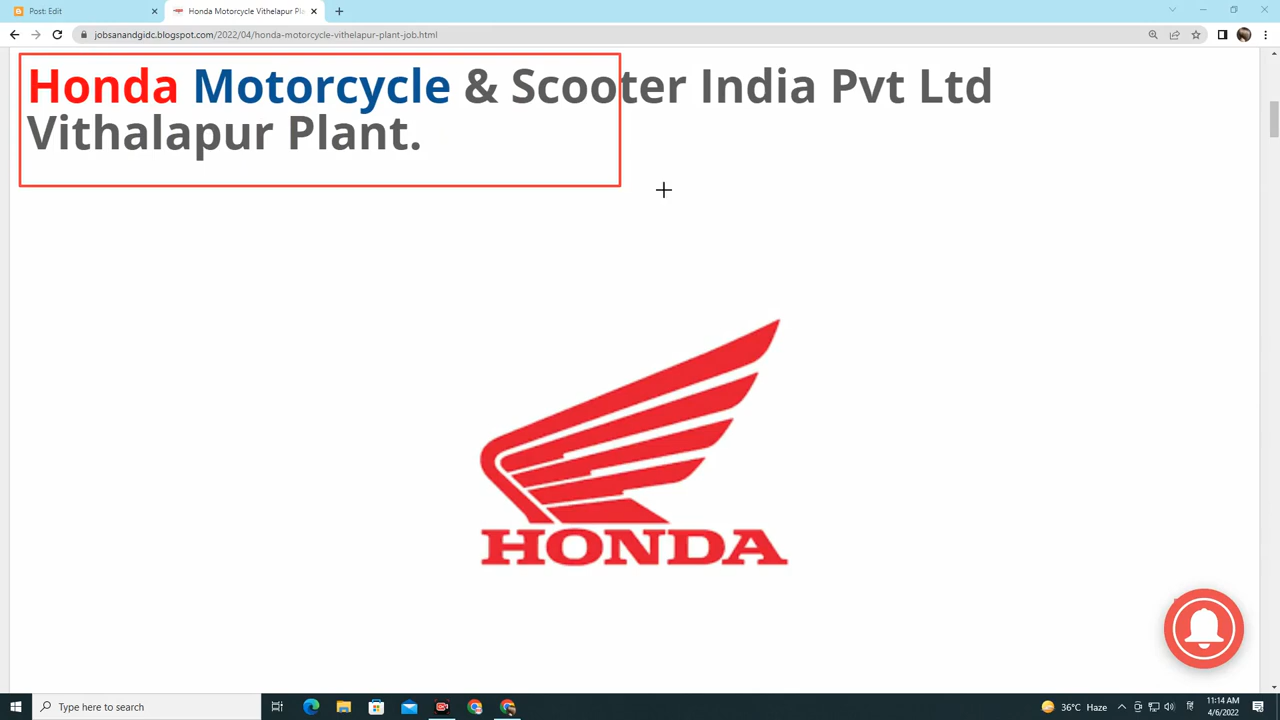 Post: Edit
Honda Motorcycle Vithelapur Pla
jobsanandgidc.blogspot.com/2022/04/honda-motorcycle-vithelapur-plant-job.html
Honda Motorcycle & Scooter India Pvt Ltd
Vithalapur Plant.
HONDA
Type here to search
36°C Haze
11:14 AM
4/6/2022